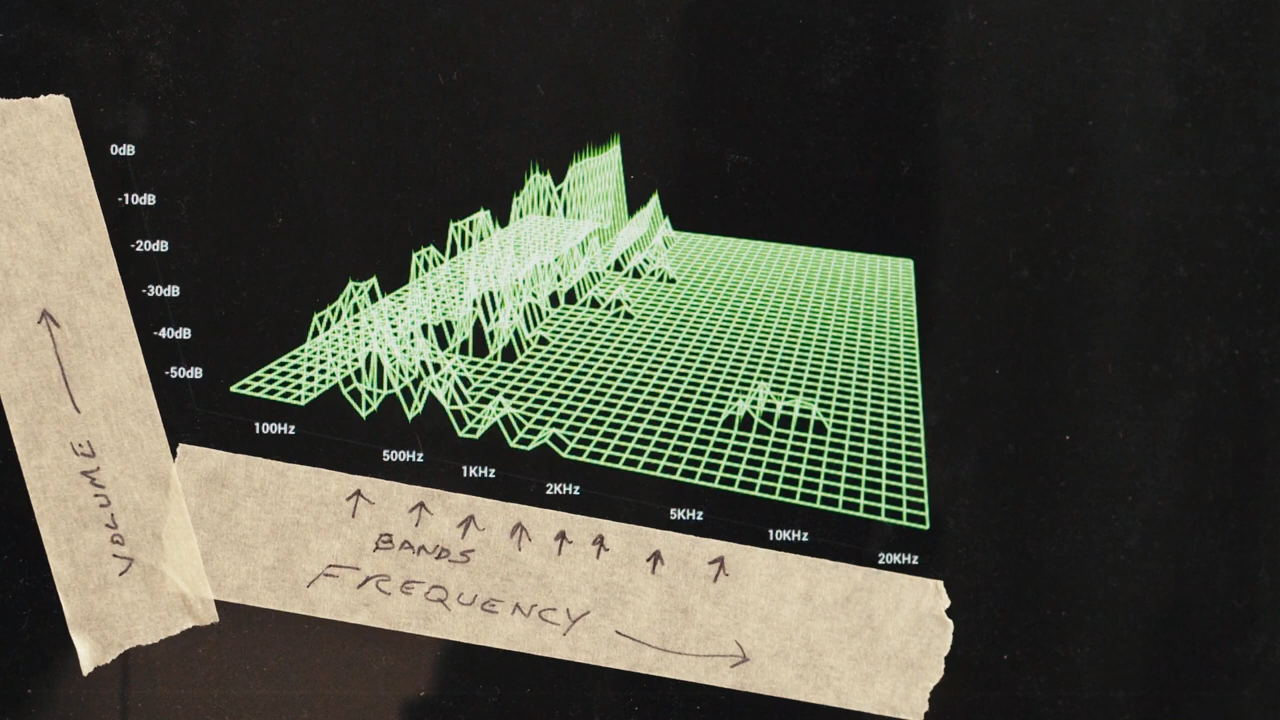 0dB
-10dB
-20dB
-30dB
-40dB
-50dB
100Hz
500Hz
1KHz
2KHz
5KHz
10KHz
20KHz
VOLUME
BANDS
FREQUENCY